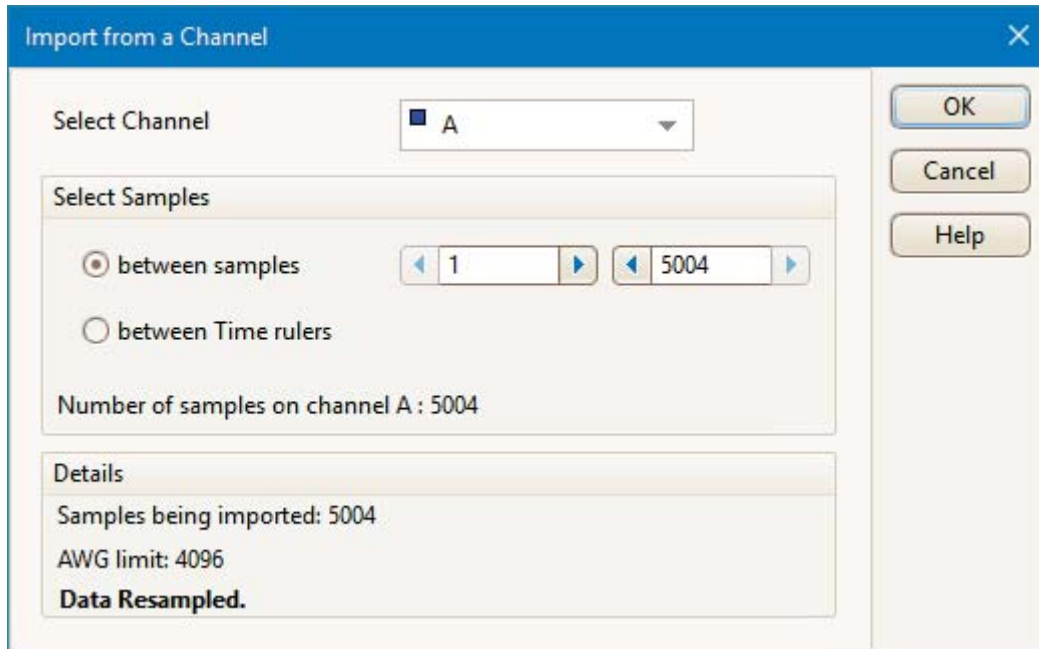 Import from a Channel
Select Channel A
OK
Cancel
Help
Select Samples
between samples 1 5004
between Time rulers
Number of samples on channel A : 5004
Details
Samples being imported: 5004
AWG limit: 4096
Data Resampled.